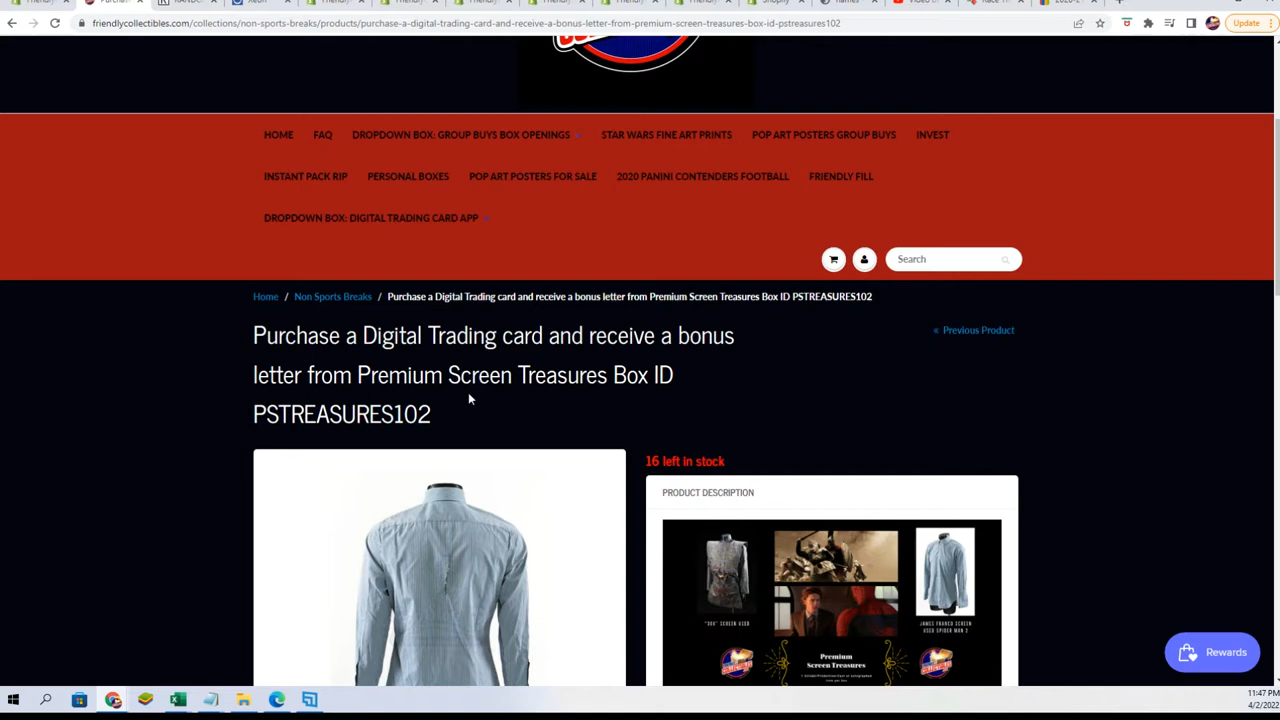 friendlycollectibles.com/collections/non-sports-breaks/products/purchase-a-digital-trading-card-and-receive-a-bonus-letter-from-premium-screen-treasures-box-id-pstreasures102
Update
HOME FAQ DROPDOWN BOX: GROUP BUYS BOX OPENINGS STAR WARS FINE ART PRINTS POP ART POSTERS GROUP BUYS INVEST
INSTANT PACK RIP PERSONAL BOXES POP ART POSTERS FOR SALE 2020 PANINI CONTENDERS FOOTBALL FRIENDLY FILL
DROPDOWN BOX: DIGITAL TRADING CARD APP
Search
Home / Non Sports Breaks / Purchase a Digital Trading card and receive a bonus letter from Premium Screen Treasures Box ID PSTREASURES102
« Previous Product
Purchase a Digital Trading card and receive a bonus
letter from Premium Screen Treasures Box ID
PSTREASURES102
16 left in stock
PRODUCT DESCRIPTION
"300" SCREEN USED
JAMES FRANCO SCREEN
USED SPIDER MAN 2
Premium
Screen Treasures
Rewards
11:47 PM
4/2/2022